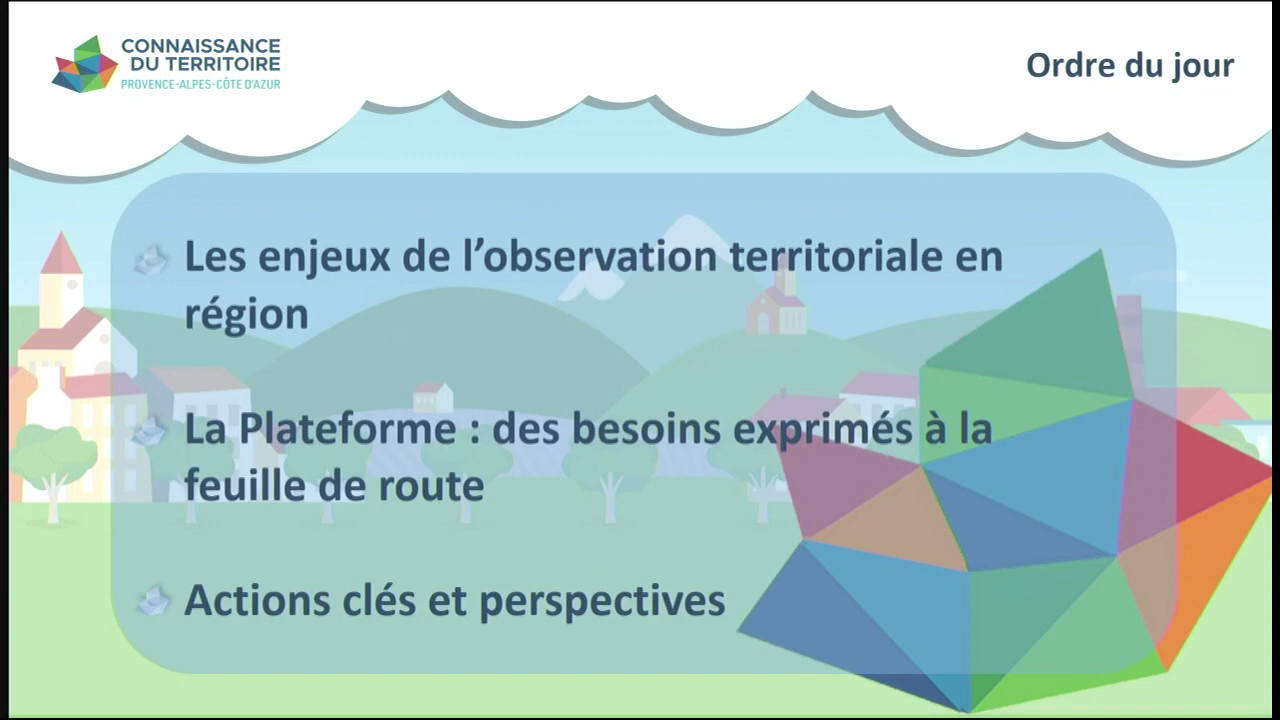 CONNAISSANCE
DU TERRITOIRE
PROVENCE-ALPES-CÔTE D'AZUR
Ordre du jour
Les enjeux de l’observation territoriale en
région
La Plateforme : des besoins exprimés à la
feuille de route
Actions clés et perspectives